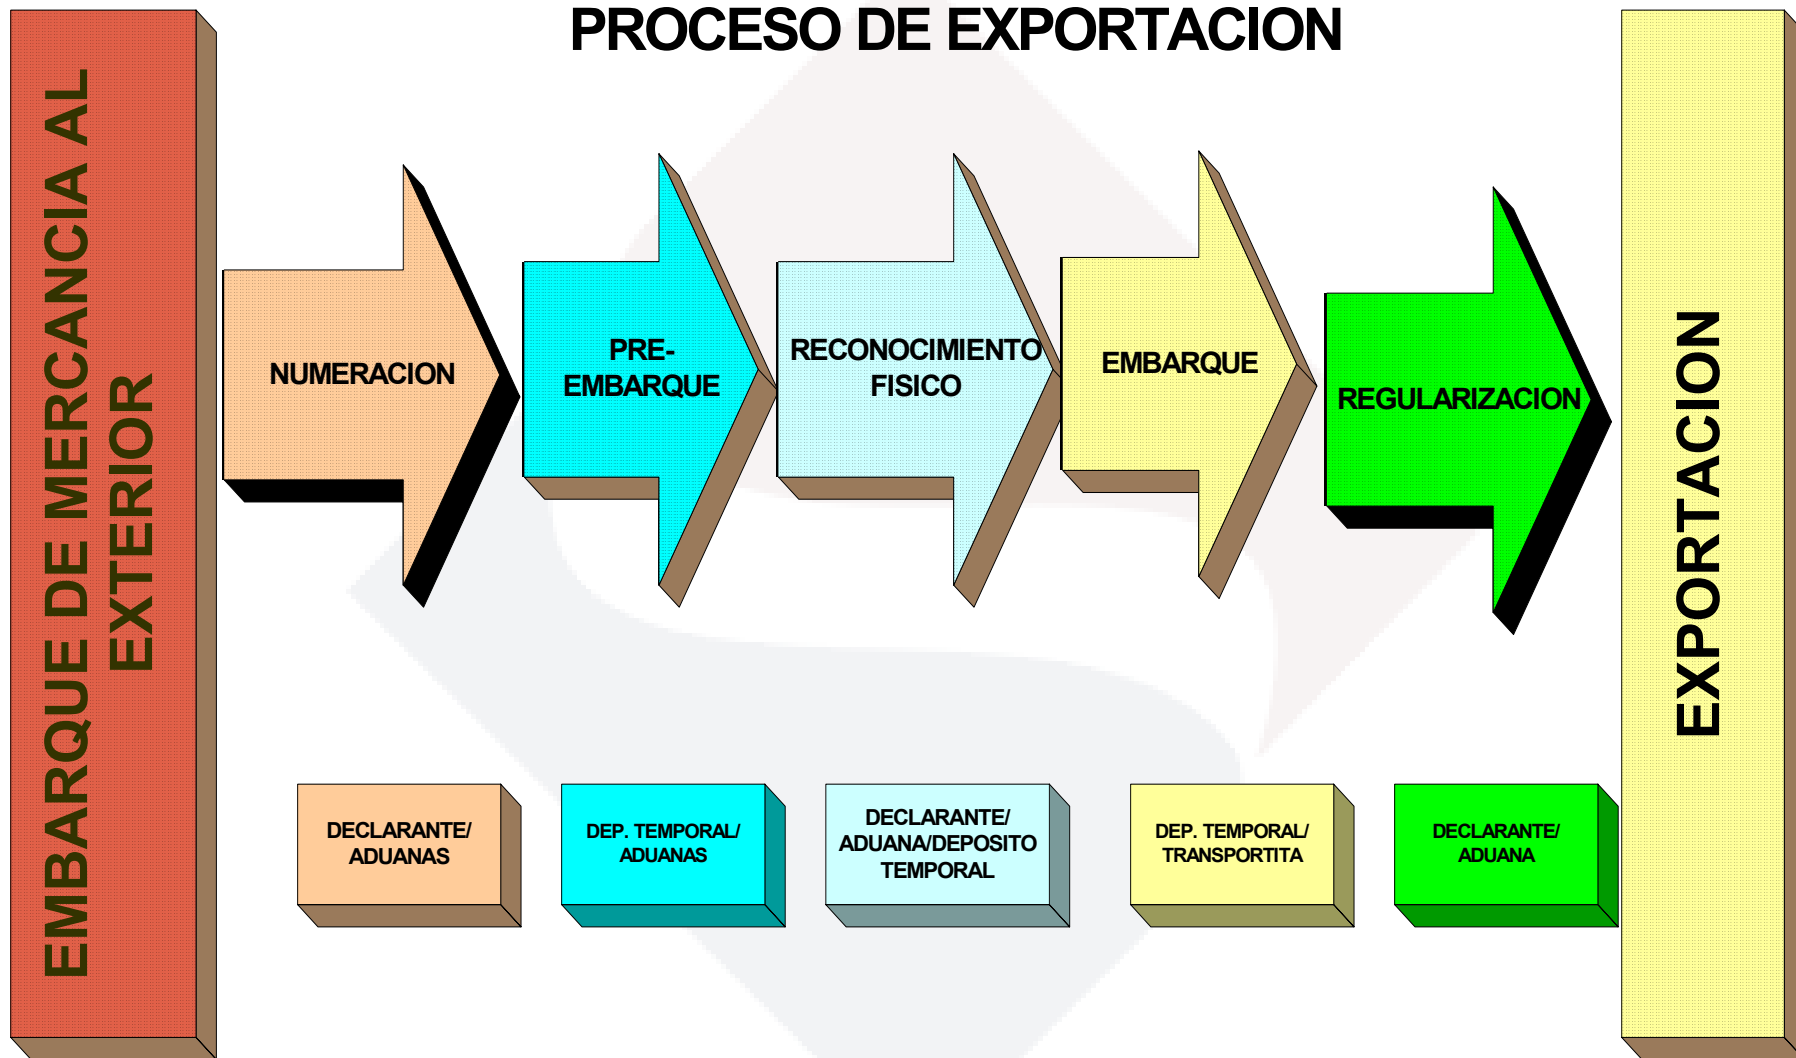 PROCESO DE EXPORTACION
EMBARQUE DE MERCANCIA AL
EXTERIOR
NUMERACION
PRE-
EMBARQUE
RECONOCIMIENTO
FISICO
EMBARQUE
REGULARIZACION
EXPORTACION
DECLARANTE/
ADUANAS
DEP. TEMPORAL/
ADUANAS
DECLARANTE/
ADUANA/DEPOSITO
TEMPORAL
DEP. TEMPORAL/
TRANSPORTITA
DECLARANTE/
ADUANA